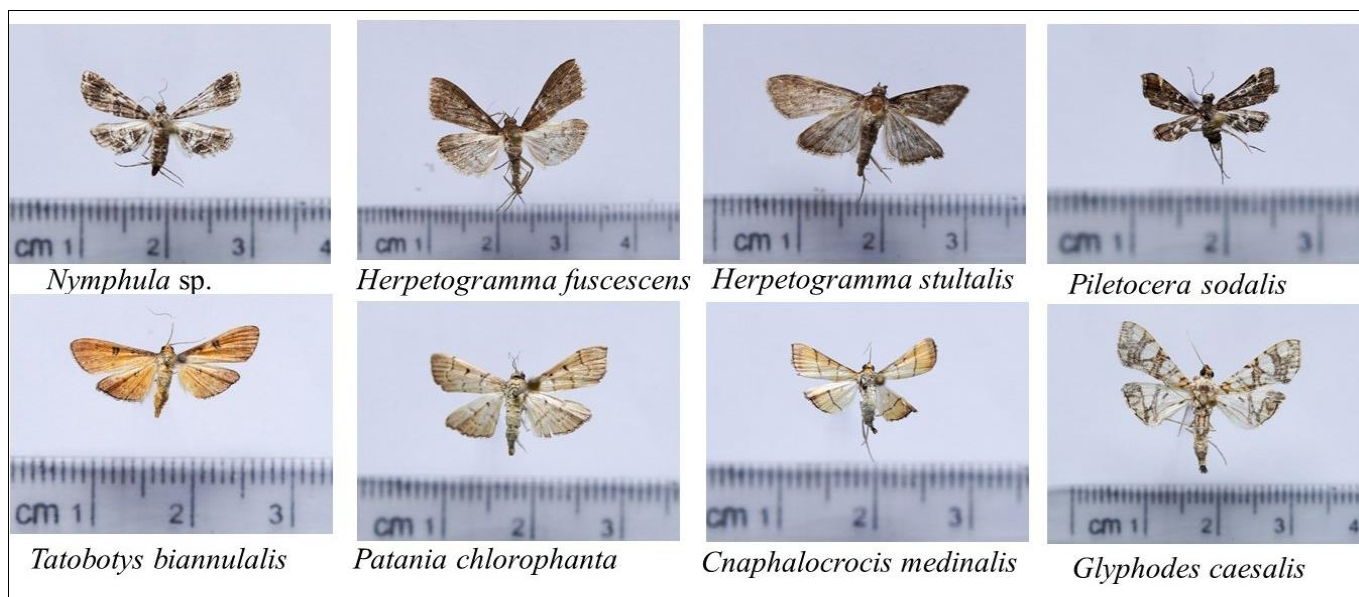 cm 1 2 3 4
cm 1 2 3 4
cm 1 2 3
cm 1 2 3
Nymphula sp.
Herpetogramma fuscescens
Herpetogramma stultalis
Piletocera sodalis
cm 1 2 3
cm 1 2 3
cm 1 2 3
cm 1 2 3 4
Tatobotys biannulalis
Patania chlorophanta
Cnaphalocrocis medinalis
Glyphodes caesalis